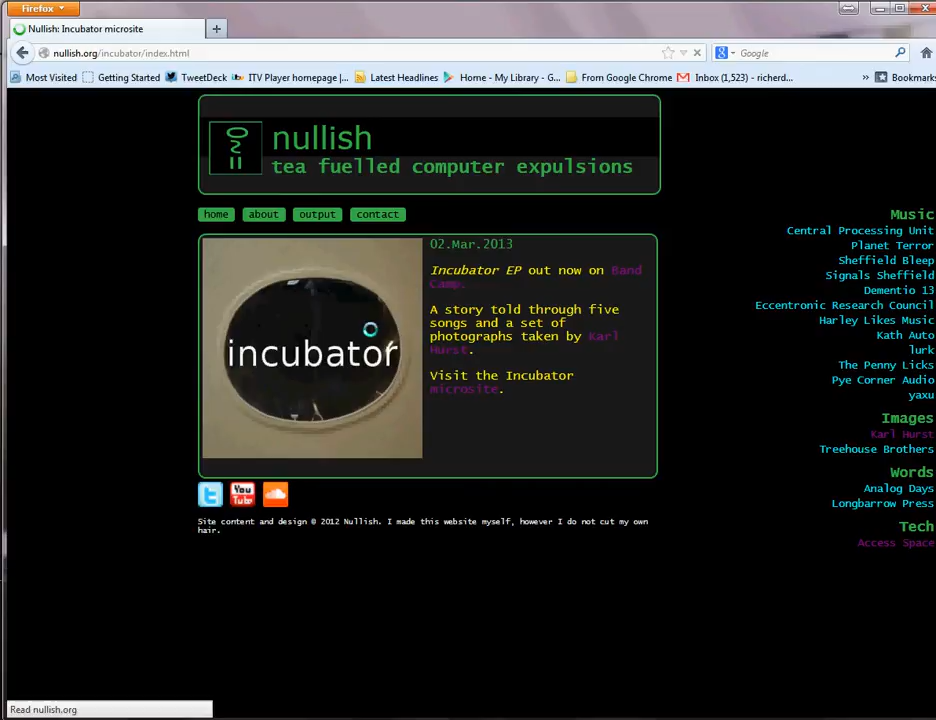 Firefox
Nullish: Incubator microsite
nullish.org/incubator/index.html
Google
Most Visited Getting Started TweetDeck ITV Player homepage |... Latest Headlines Home - My Library - G... From Google Chrome Inbox (1,523) - richerd... » Bookmarks
nullish
tea fuelled computer expulsions
home about output contact
incubator
02.Mar.2013
Incubator EP out now on Band
Camp.
A story told through five
songs and a set of
photographs taken by Karl
Hurst.
Visit the Incubator
microsite.
Music
Central Processing Unit
Planet Terror
Sheffield Bleep
Signals Sheffield
Dementio 13
Eccentronic Research Council
Harley Likes Music
Kath Auto
lurk
The Penny Licks
Pye Corner Audio
yaxu
Images
Karl Hurst
Treehouse Brothers
Words
Analog Days
Longbarrow Press
Tech
Access Space
You
Tube
Site content and design © 2012 Nullish. I made this website myself, however I do not cut my own
hair.
Read nullish.org